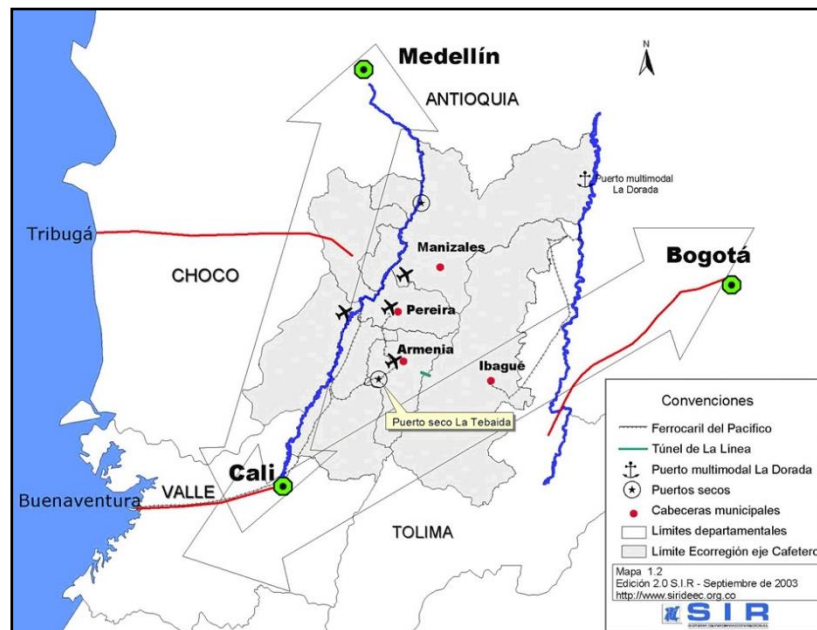 N
Medellín
ANTIOQUIA
Puerto multimodal
La Dorada
Tribugá
CHOCO
Manizales
Bogotá
Pereira
Armenia
Ibagué
Puerto seco La Tebaida
Cali
VALLE
Buenaventura
TOLIMA
Convenciones
Ferrocaril del Pacífico
Túnel de La Línea
Puerto multimodal La Dorada
Puertos secos
Cabeceras municipales
Límites departamentales
Límite Ecorregión eje Cafetero
Mapa 1.2
Edición 2.0 S.I.R - Septiembre de 2003
http://www.sirideec.org.co
SIR